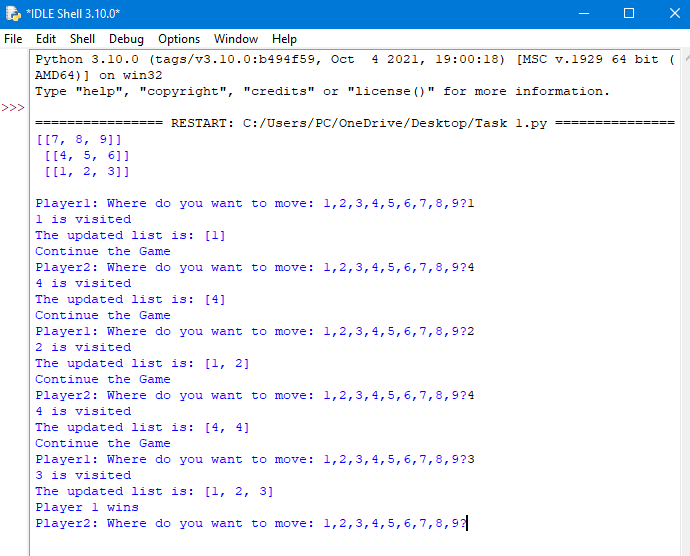 *IDLE Shell 3.10.0*
File Edit Shell Debug Options Window Help
Python 3.10.0 (tags/v3.10.0:b494f59, Oct  4 2021, 19:00:18) [MSC v.1929 64 bit (
AMD64)] on win32
Type "help", "copyright", "credits" or "license()" for more information.
>>>
================ RESTART: C:/Users/PC/OneDrive/Desktop/Task 1.py ===============
[[7, 8, 9]]
 [[4, 5, 6]]
 [[1, 2, 3]]
Player1: Where do you want to move: 1,2,3,4,5,6,7,8,9?1
1 is visited
The updated list is: [1]
Continue the Game
Player2: Where do you want to move: 1,2,3,4,5,6,7,8,9?4
4 is visited
The updated list is: [4]
Continue the Game
Player1: Where do you want to move: 1,2,3,4,5,6,7,8,9?2
2 is visited
The updated list is: [1, 2]
Continue the Game
Player2: Where do you want to move: 1,2,3,4,5,6,7,8,9?4
4 is visited
The updated list is: [4, 4]
Continue the Game
Player1: Where do you want to move: 1,2,3,4,5,6,7,8,9?3
3 is visited
The updated list is: [1, 2, 3]
Player 1 wins
Player2: Where do you want to move: 1,2,3,4,5,6,7,8,9?